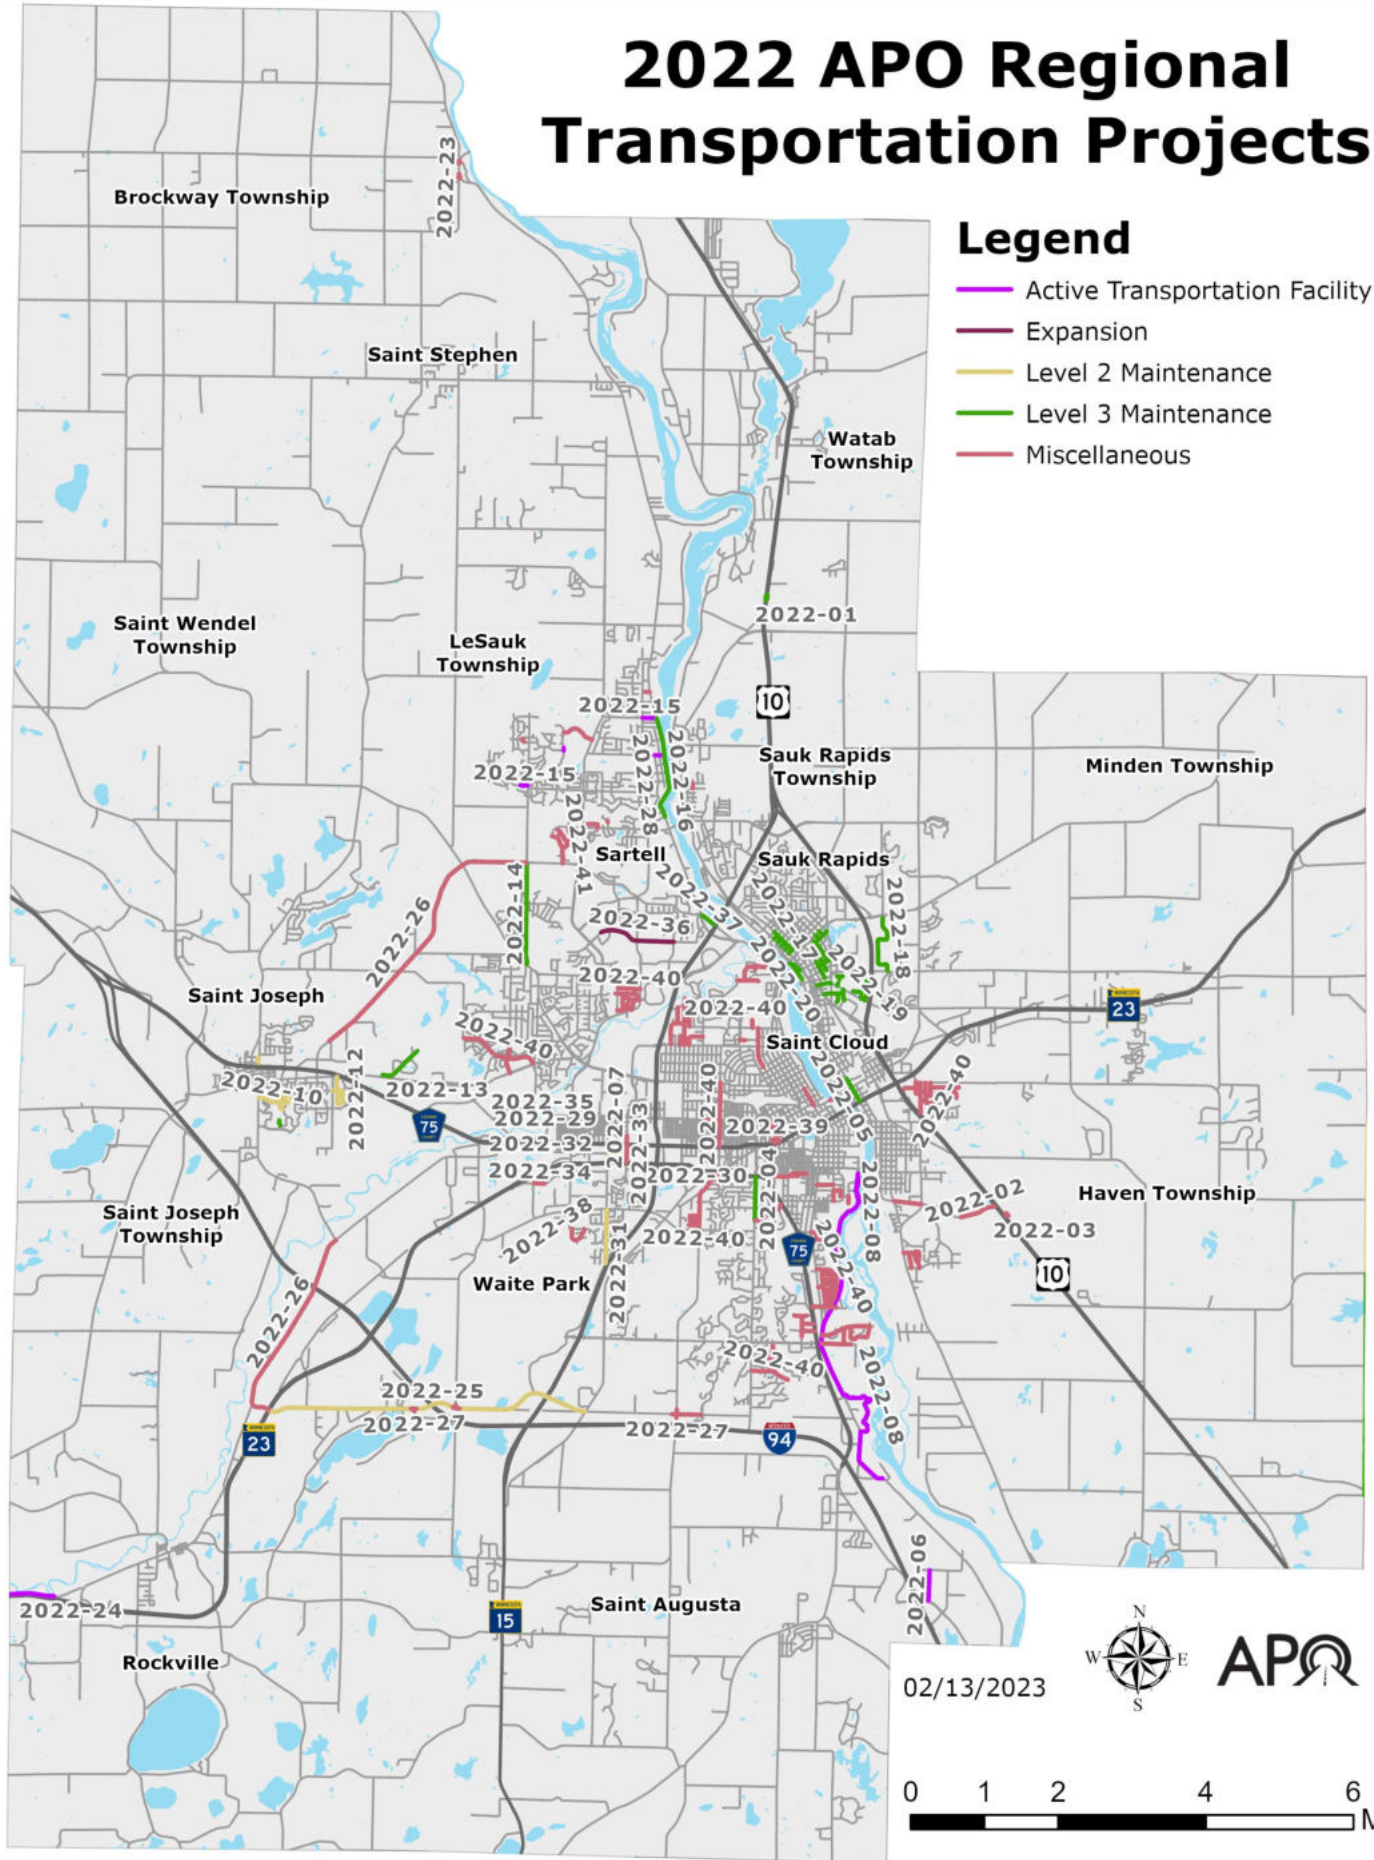 2022 APO Regional
Transportation Projects
Legend
Active Transportation Facility
Expansion
Level 2 Maintenance
Level 3 Maintenance
Miscellaneous
2022-23
Brockway Township
Saint Stephen
Watab
Township
2022-01
Saint Wendel
Township
LeSauk
Township
10
2022-15
2022-28
2022-16
Sauk Rapids
Township
Minden Township
2022-15
2022-41
Sartell
Sauk Rapids
2022-14
2022-37
2022-17
2022-18
2022-26
2022-36
2022-20
2022-19
2022-40
Saint Joseph
23
2022-40
2022-40
Saint Cloud
2022-12
2022-10
2022-13
75
2022-35
2022-29
2022-07
2022-33
2022-40
2022-05
2022-40
2022-39
2022-32
2022-34
2022-30
2022-04
2022-08
2022-02
2022-03
Haven Township
Saint Joseph
Township
2022-38
2022-31
2022-40
75
2022-40
10
Waite Park
2022-26
2022-40
2022-08
2022-25
2022-27
2022-27
23
94
2022-06
2022-24
15
Saint Augusta
Rockville
N
W
E
S
APO
02/13/2023
0 1 2 4 6
M